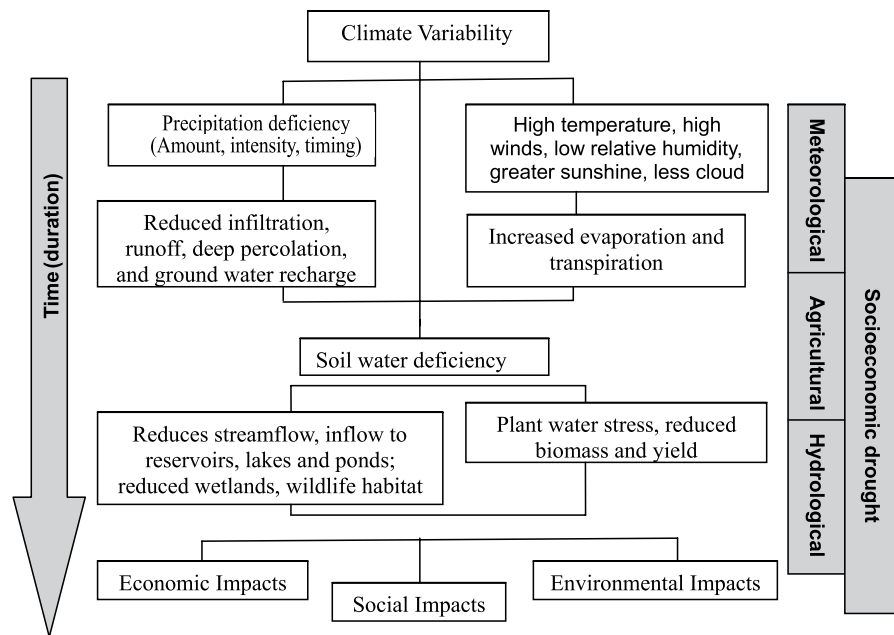 Climate Variability
Precipitation deficiency
(Amount, intensity, timing)
High temperature, high
winds, low relative humidity,
greater sunshine, less cloud
Reduced infiltration,
runoff, deep percolation,
and ground water recharge
Increased evaporation and
transpiration
Soil water deficiency
Reduces streamflow, inflow to
reservoirs, lakes and ponds;
reduced wetlands, wildlife habitat
Plant water stress, reduced
biomass and yield
Economic Impacts
Social Impacts
Environmental Impacts
Time (duration)
Meteorological
Agricultural
Hydrological
Socioeconomic drought